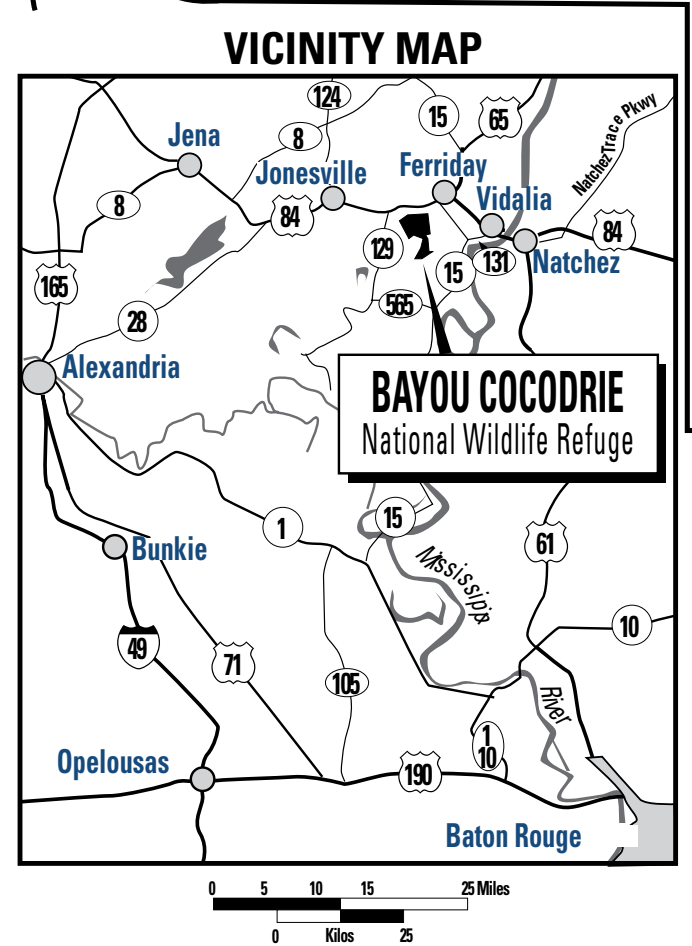 VICINITY MAP
124
15
65
Natchez Trace Pkwy
Jena
8
Jonesville
Ferriday
Vidalia
8
84
129
15
131
84
Natchez
165
28
565
Alexandria
BAYOU COCODRIE
National Wildlife Refuge
1
15
61
Bunkie
Mississippi
10
49
71
105
River
1
10
Opelousas
190
Baton Rouge
0 5 10 15 25 Miles
0 Kilos 25